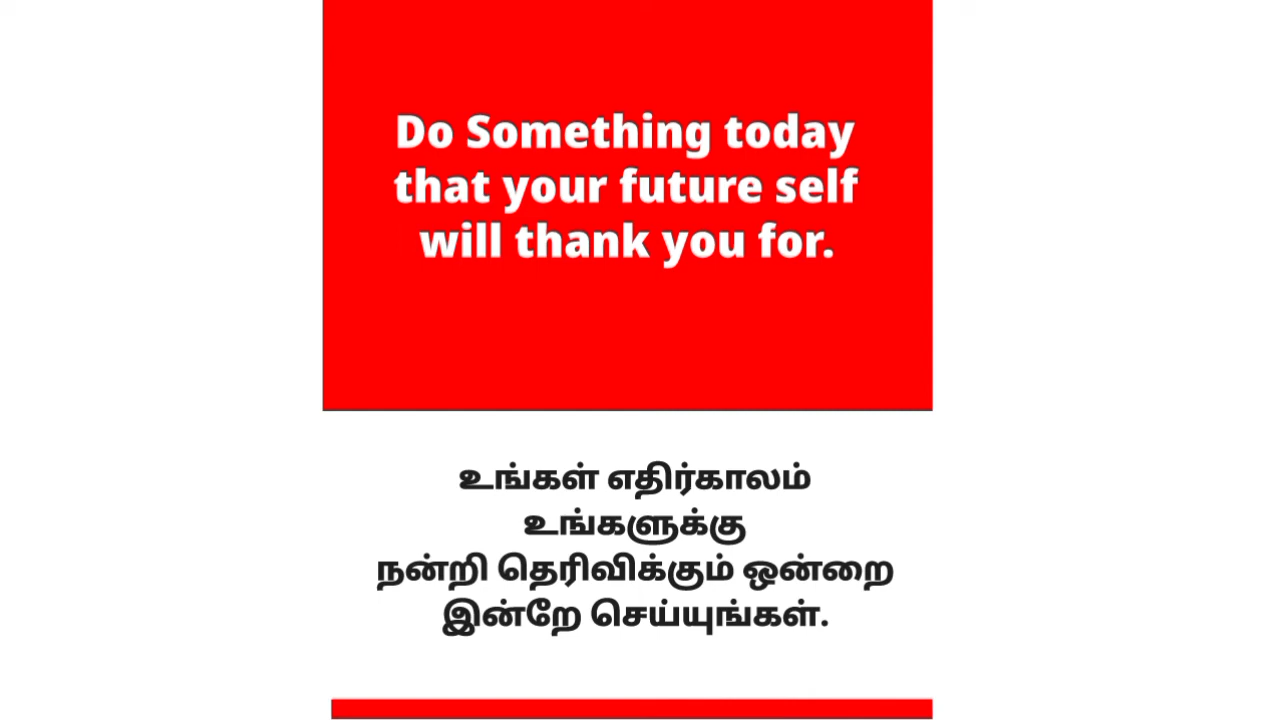 Do Something today
that your future self
will thank you for.
உங்கள் எதிர்காலம்
உங்களுக்கு
நன்றி தெரிவிக்கும் ஒன்றை
இன்றே செய்யுங்கள்.